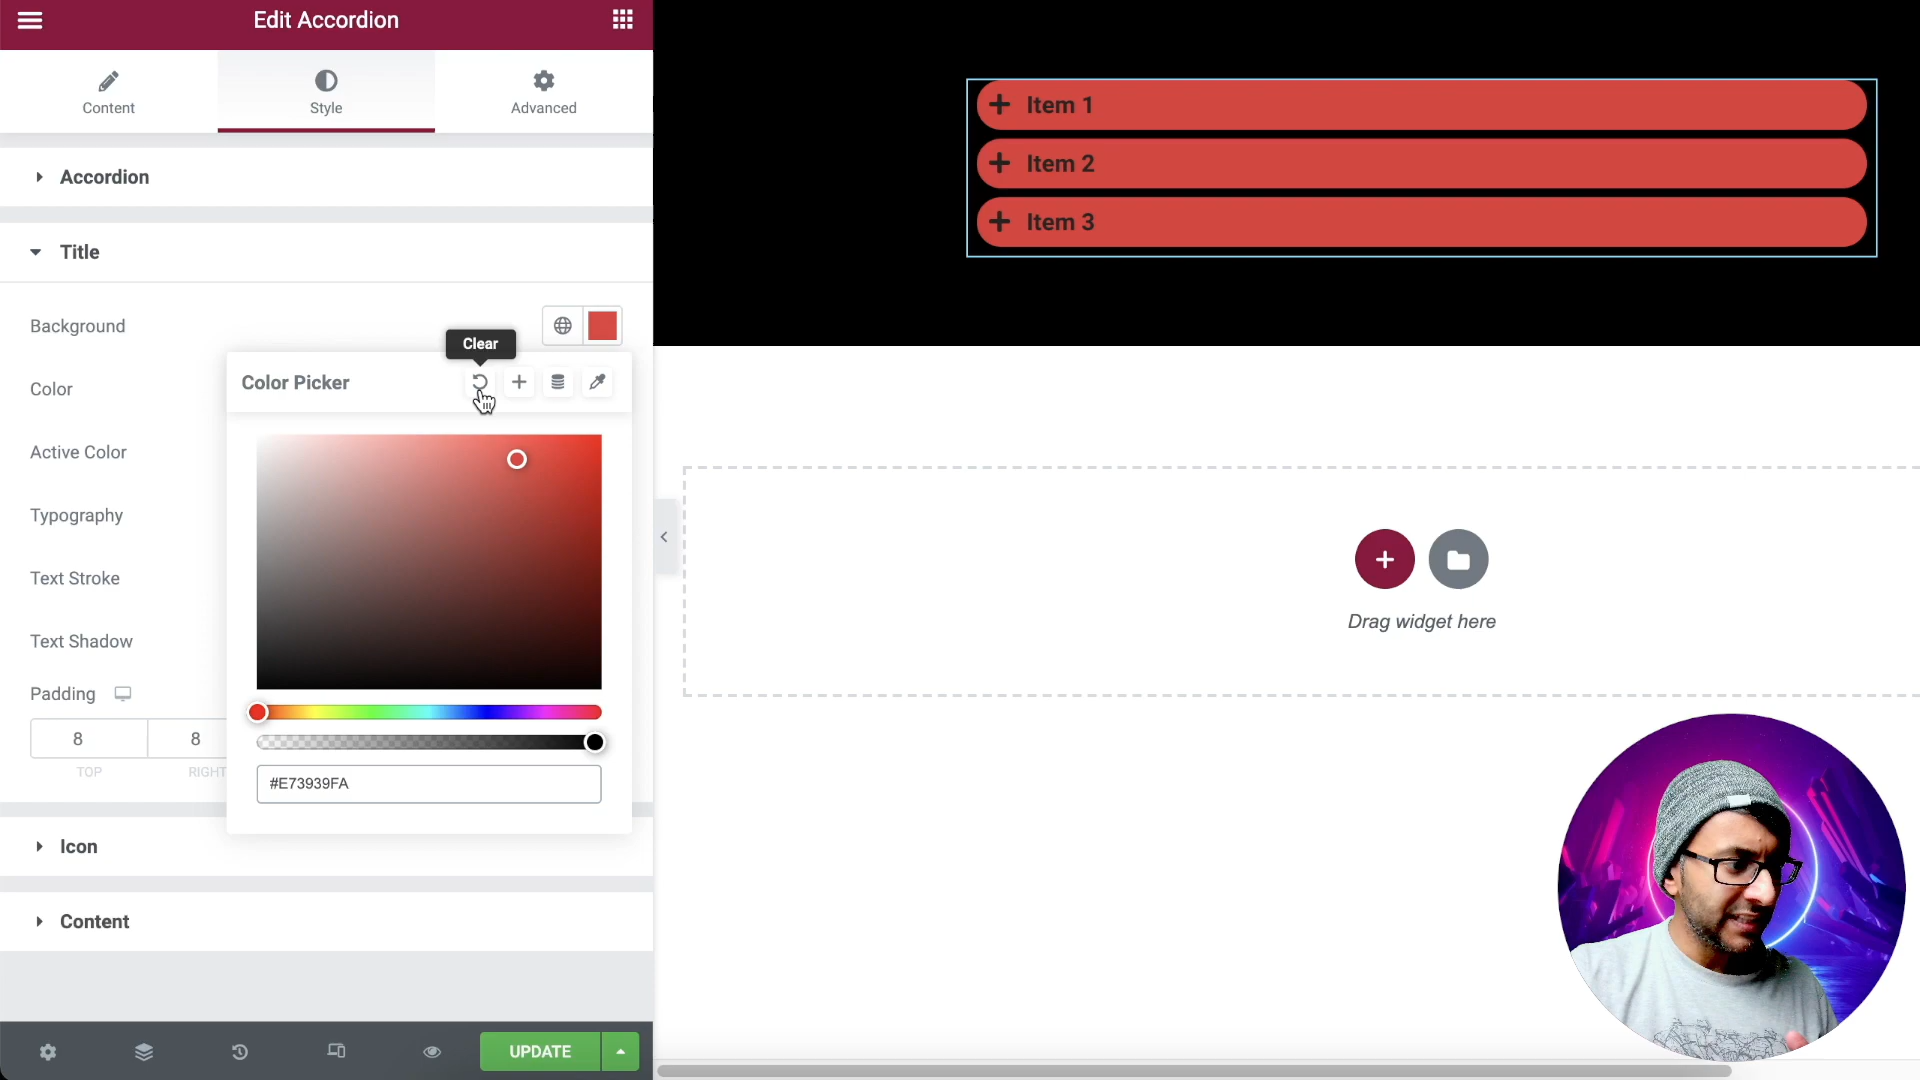 Edit Accordion
Content
Style
Advanced
Accordion
Title
Background
Clear
Color Picker
Color
Active Color
Typography
Text Stroke
Text Shadow
Padding
8
8
TOP
RIGHT
#E73939FA
Icon
Content
UPDATE
Item 1
Item 2
Item 3
Drag widget here